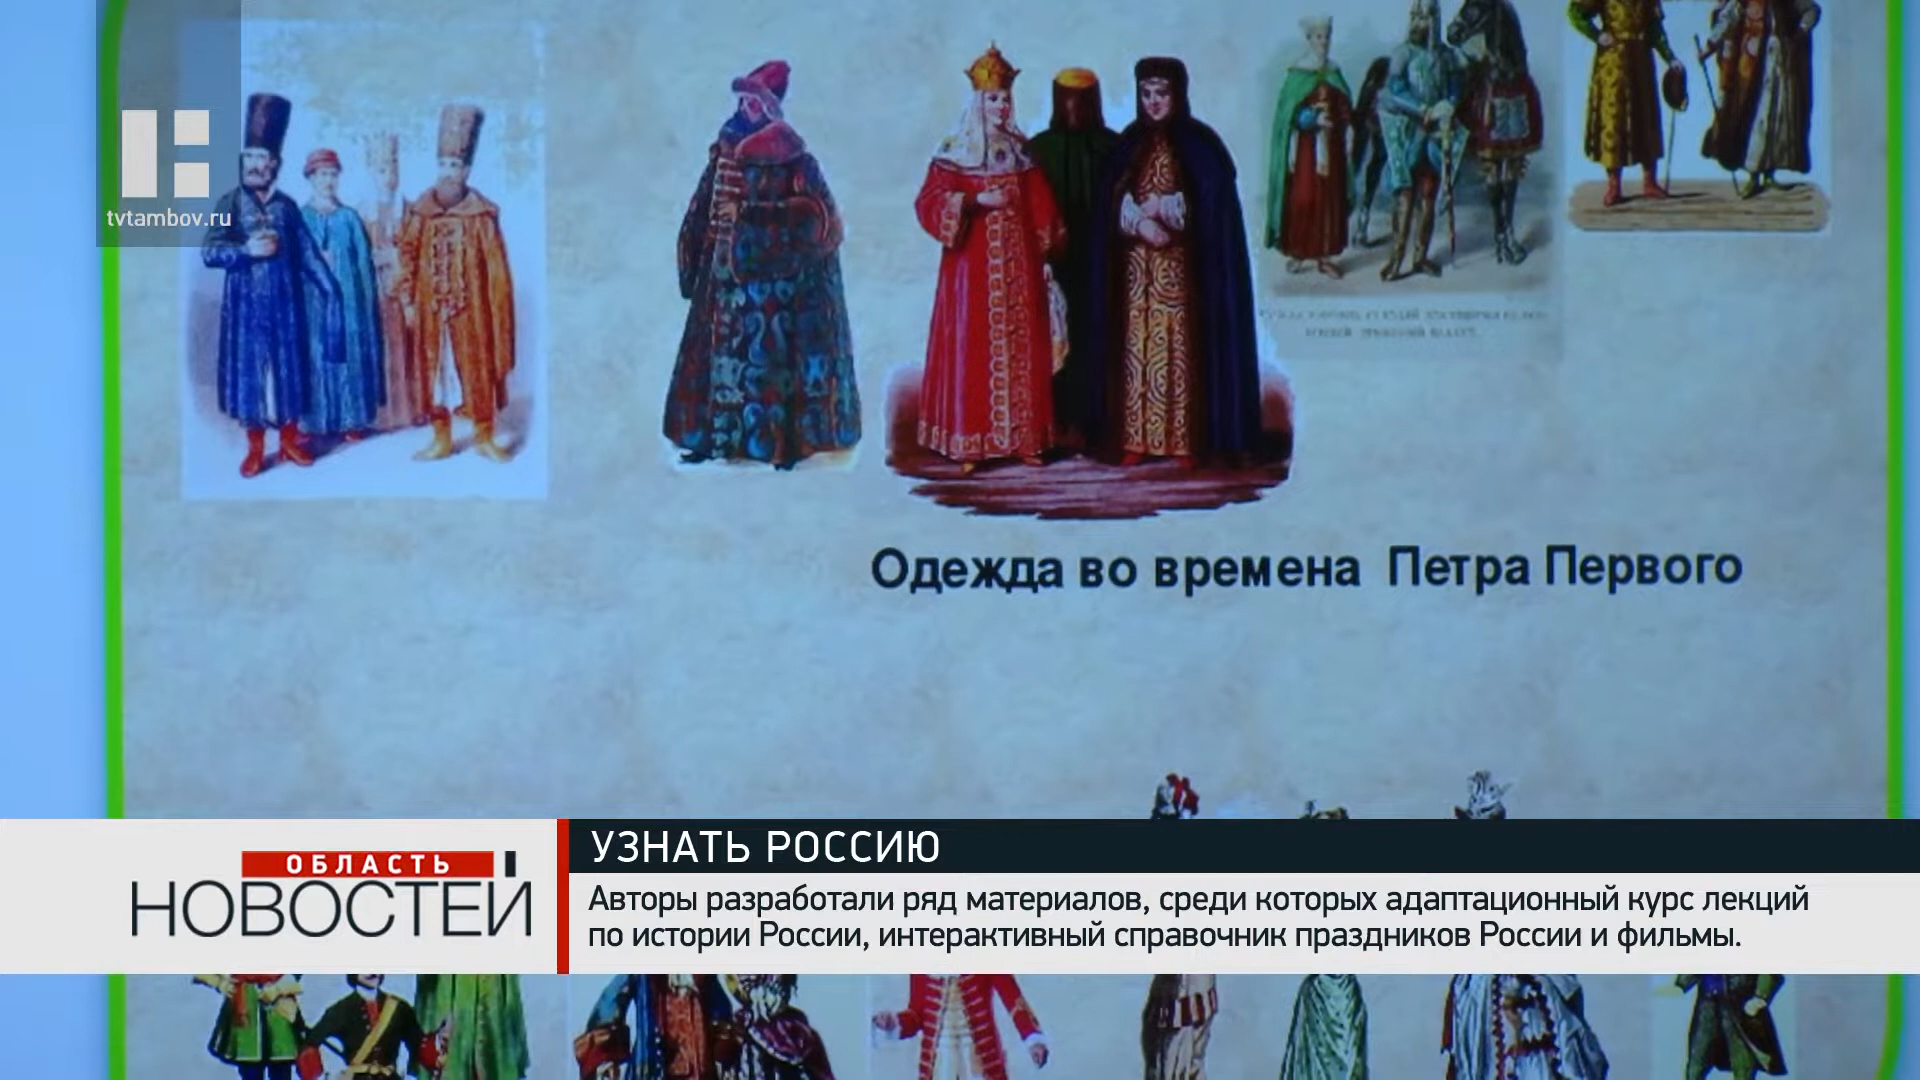 tvtambov.ru
Одежда во времена Петра Первого
УЗНАТЬ РОССИЮ
ОБЛАСТЬ
НОВОСТЕЙ
Авторы разработали ряд материалов, среди которых адаптационный курс лекций
по истории России, интерактивный справочник праздников России и фильмы.